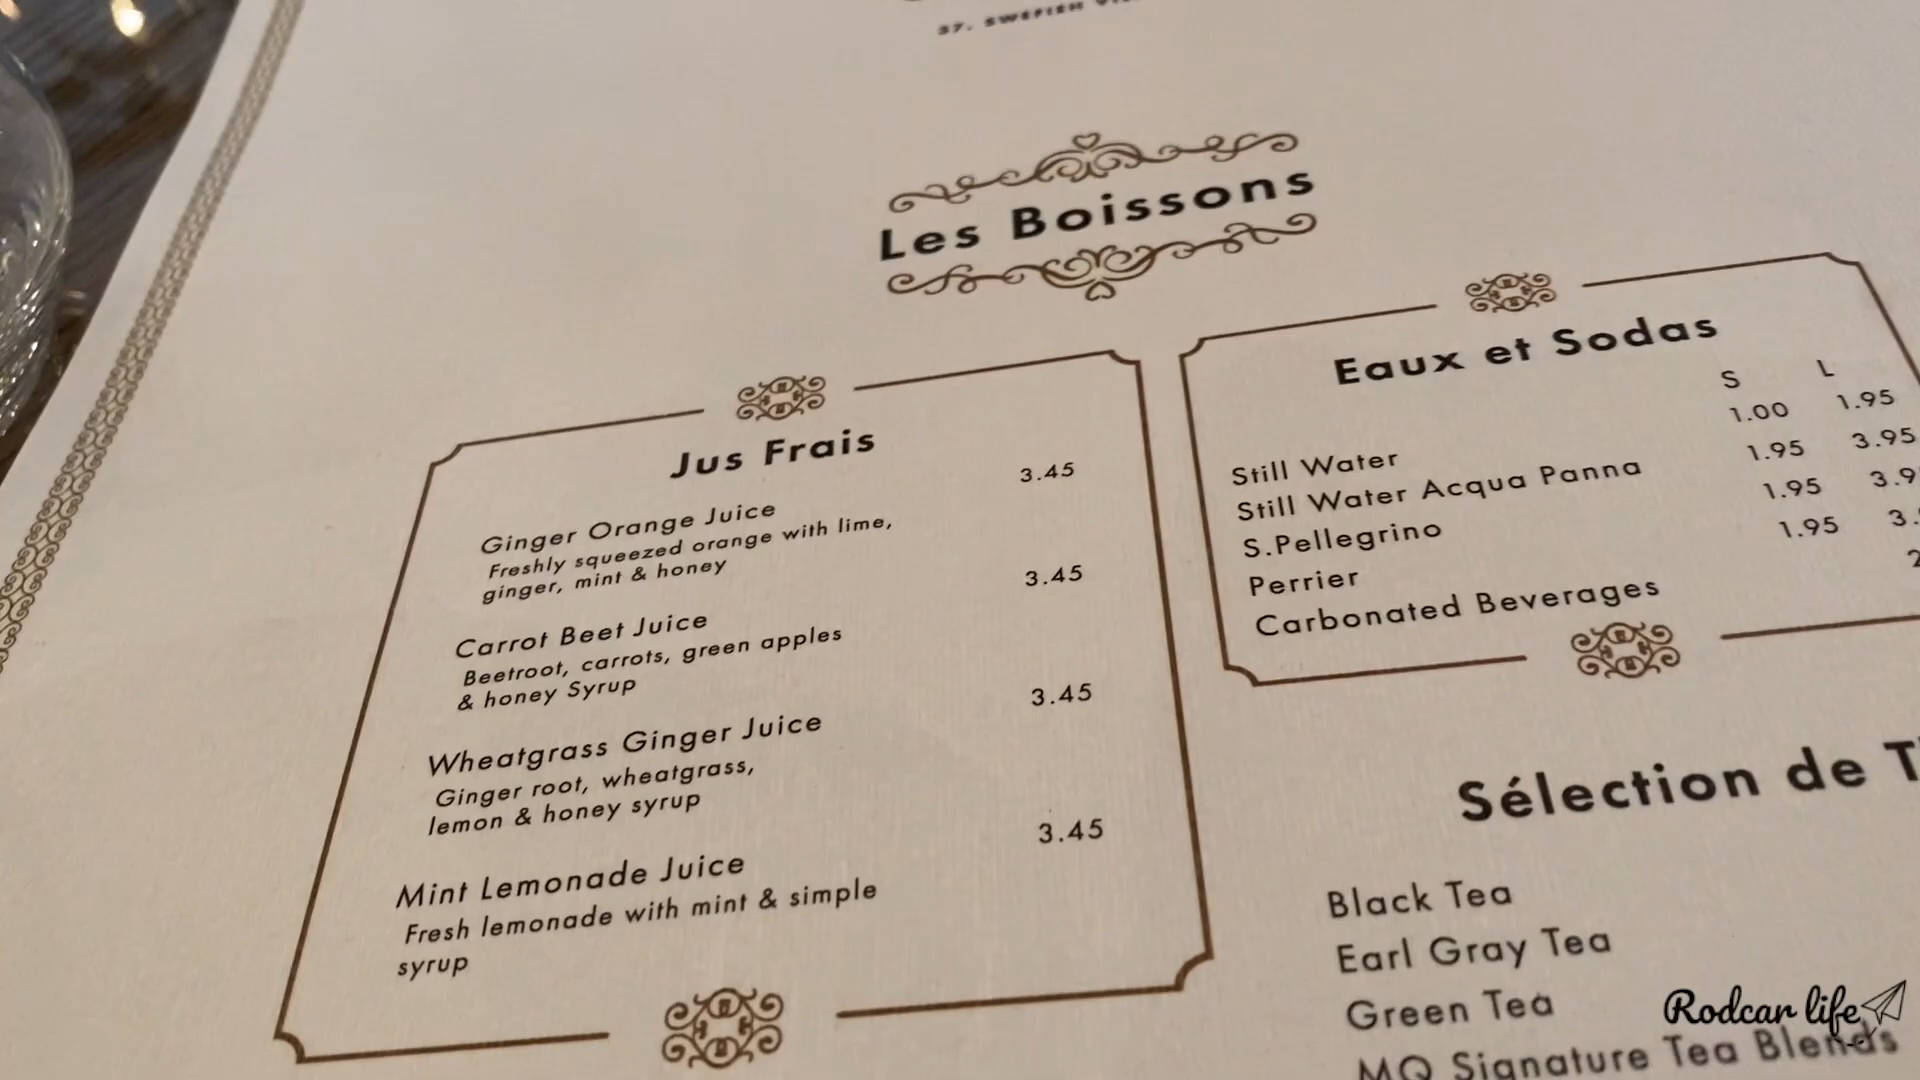 Les Boissons
Jus Frais
Ginger Orange Juice 3.45
Freshly squeezed orange with lime,
ginger, mint & honey
Carrot Beet Juice 3.45
Beetroot, carrots, green apples
& honey Syrup
Wheatgrass Ginger Juice 3.45
Ginger root, wheatgrass,
lemon & honey syrup
Mint Lemonade Juice 3.45
Fresh lemonade with mint & simple
syrup
Eaux et Sodas
S L
Still Water 1.00 1.95
Still Water Acqua Panna 1.95 3.95
S.Pellegrino 1.95
Perrier 1.95
Carbonated Beverages
Sélection de
Black Tea
Earl Gray Tea
Green Tea
MQ Signature Tea Blends
Rodcar life